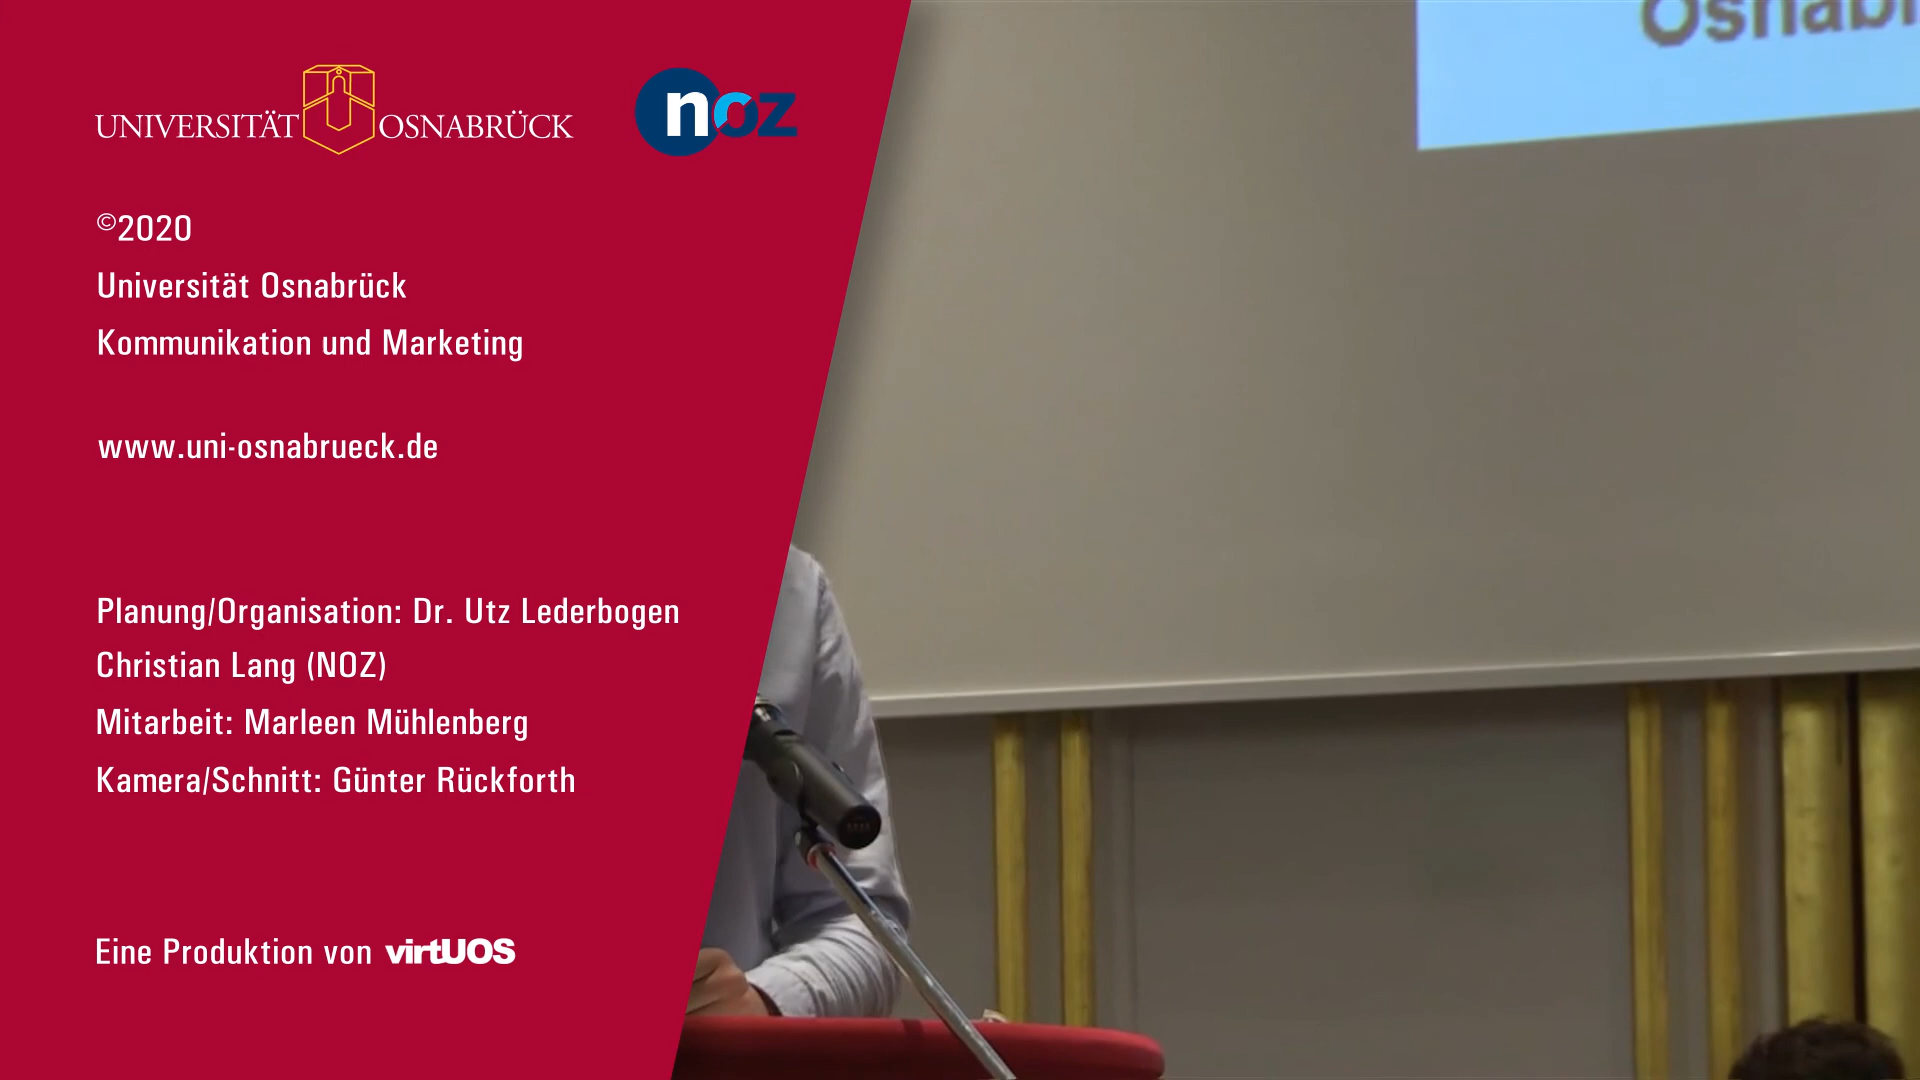 UNIVERSITÄT OSNABRÜCK
noz
©2020
Universität Osnabrück
Kommunikation und Marketing
www.uni-osnabrueck.de
Planung/Organisation: Dr. Utz Lederbogen
Christian Lang (NOZ)
Mitarbeit: Marleen Mühlenberg
Kamera/Schnitt: Günter Rückforth
Eine Produktion von virtUOS